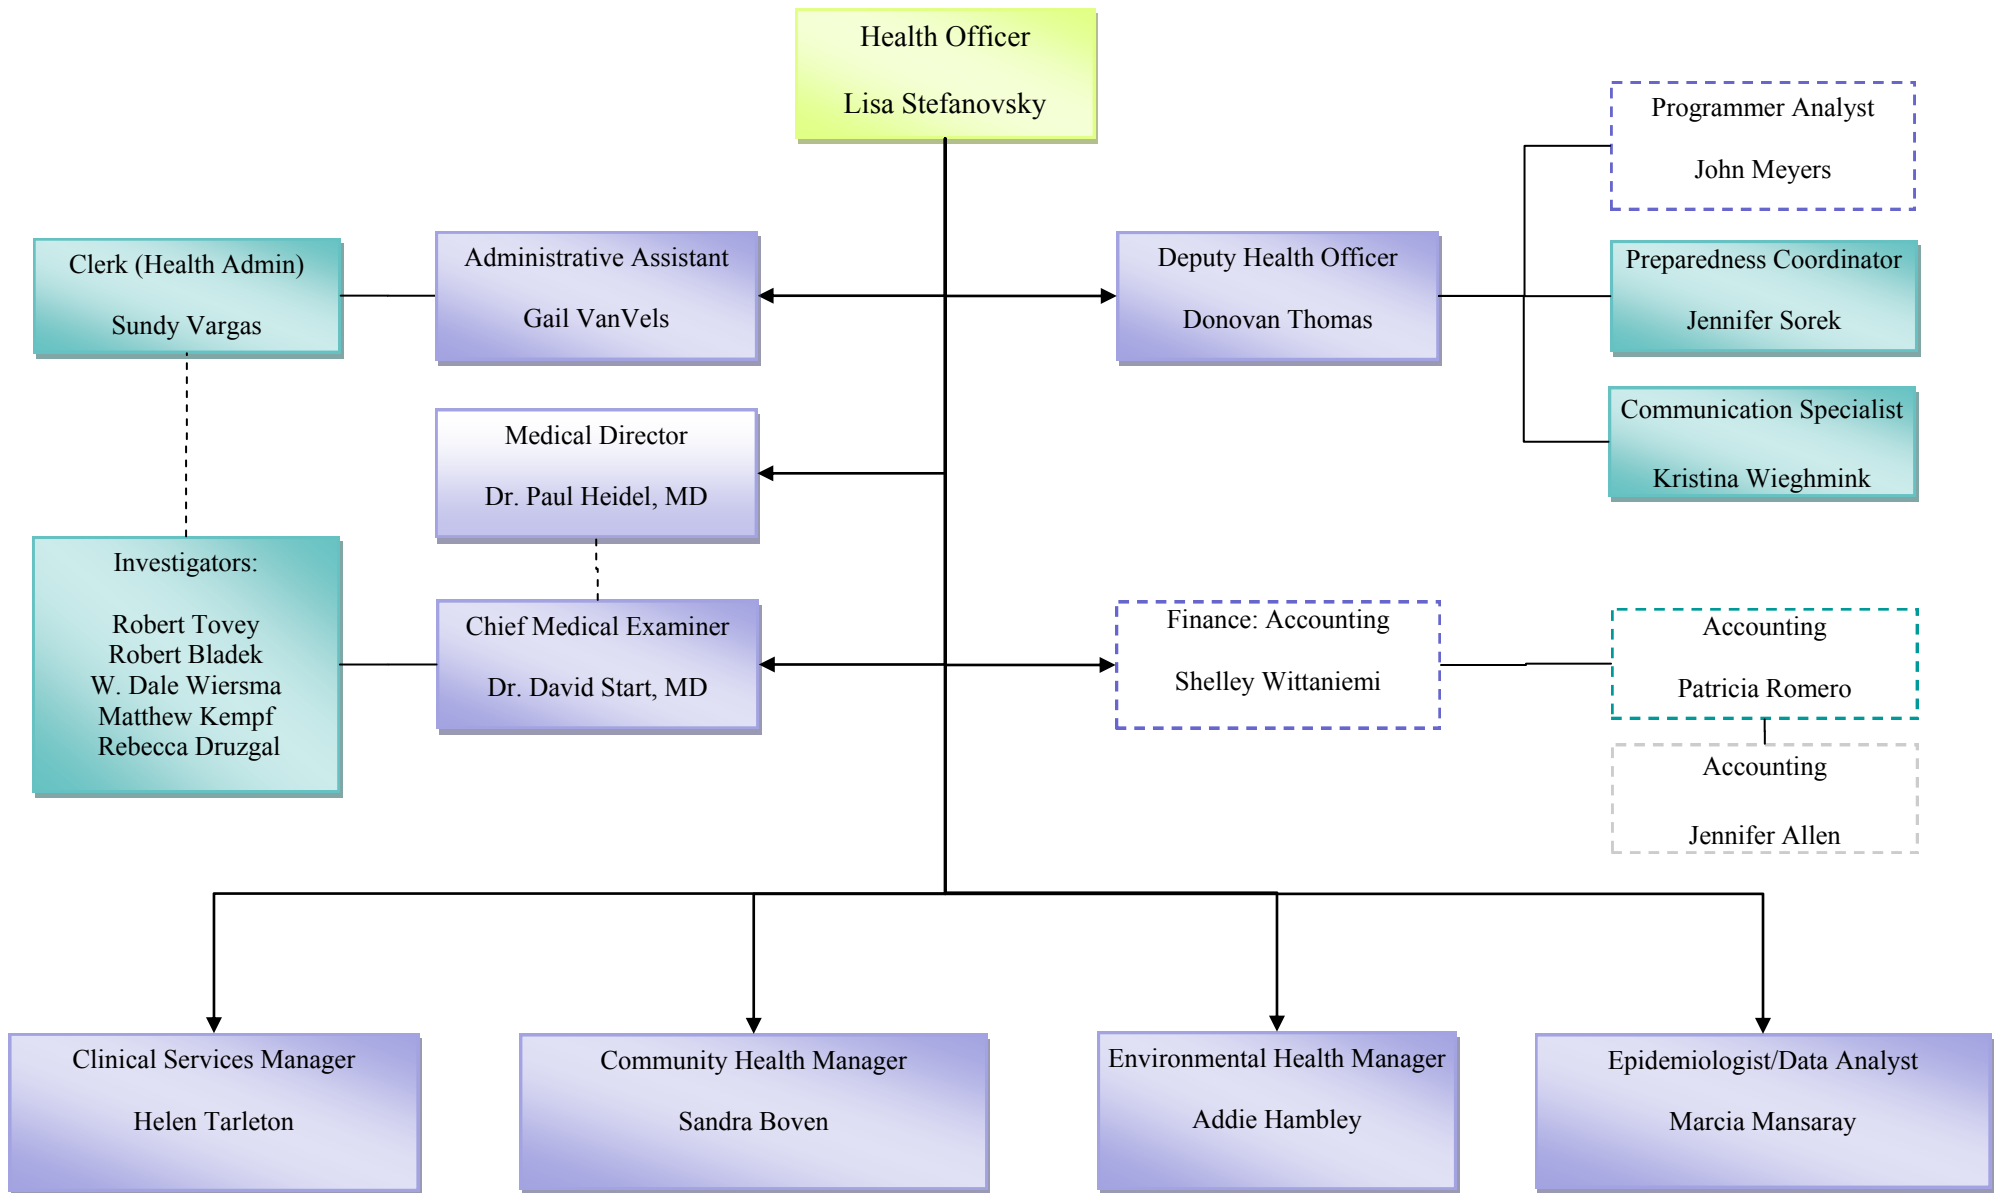 Health Officer
Lisa Stefanovsky
Programmer Analyst
John Meyers
Clerk (Health Admin)
Sundy Vargas
Administrative Assistant
Gail VanVels
Deputy Health Officer
Donovan Thomas
Preparedness Coordinator
Jennifer Sorek
Medical Director
Dr. Paul Heidel, MD
Communication Specialist
Kristina Wieghmink
Investigators:
Robert Tovey
Robert Bladek
W. Dale Wiersma
Matthew Kempf
Rebecca Druzgal
Chief Medical Examiner
Dr. David Start, MD
Finance: Accounting
Shelley Wittaniemi
Accounting
Patricia Romero
Accounting
Jennifer Allen
Clinical Services Manager
Helen Tarleton
Community Health Manager
Sandra Boven
Environmental Health Manager
Addie Hambley
Epidemiologist/Data Analyst
Marcia Mansaray